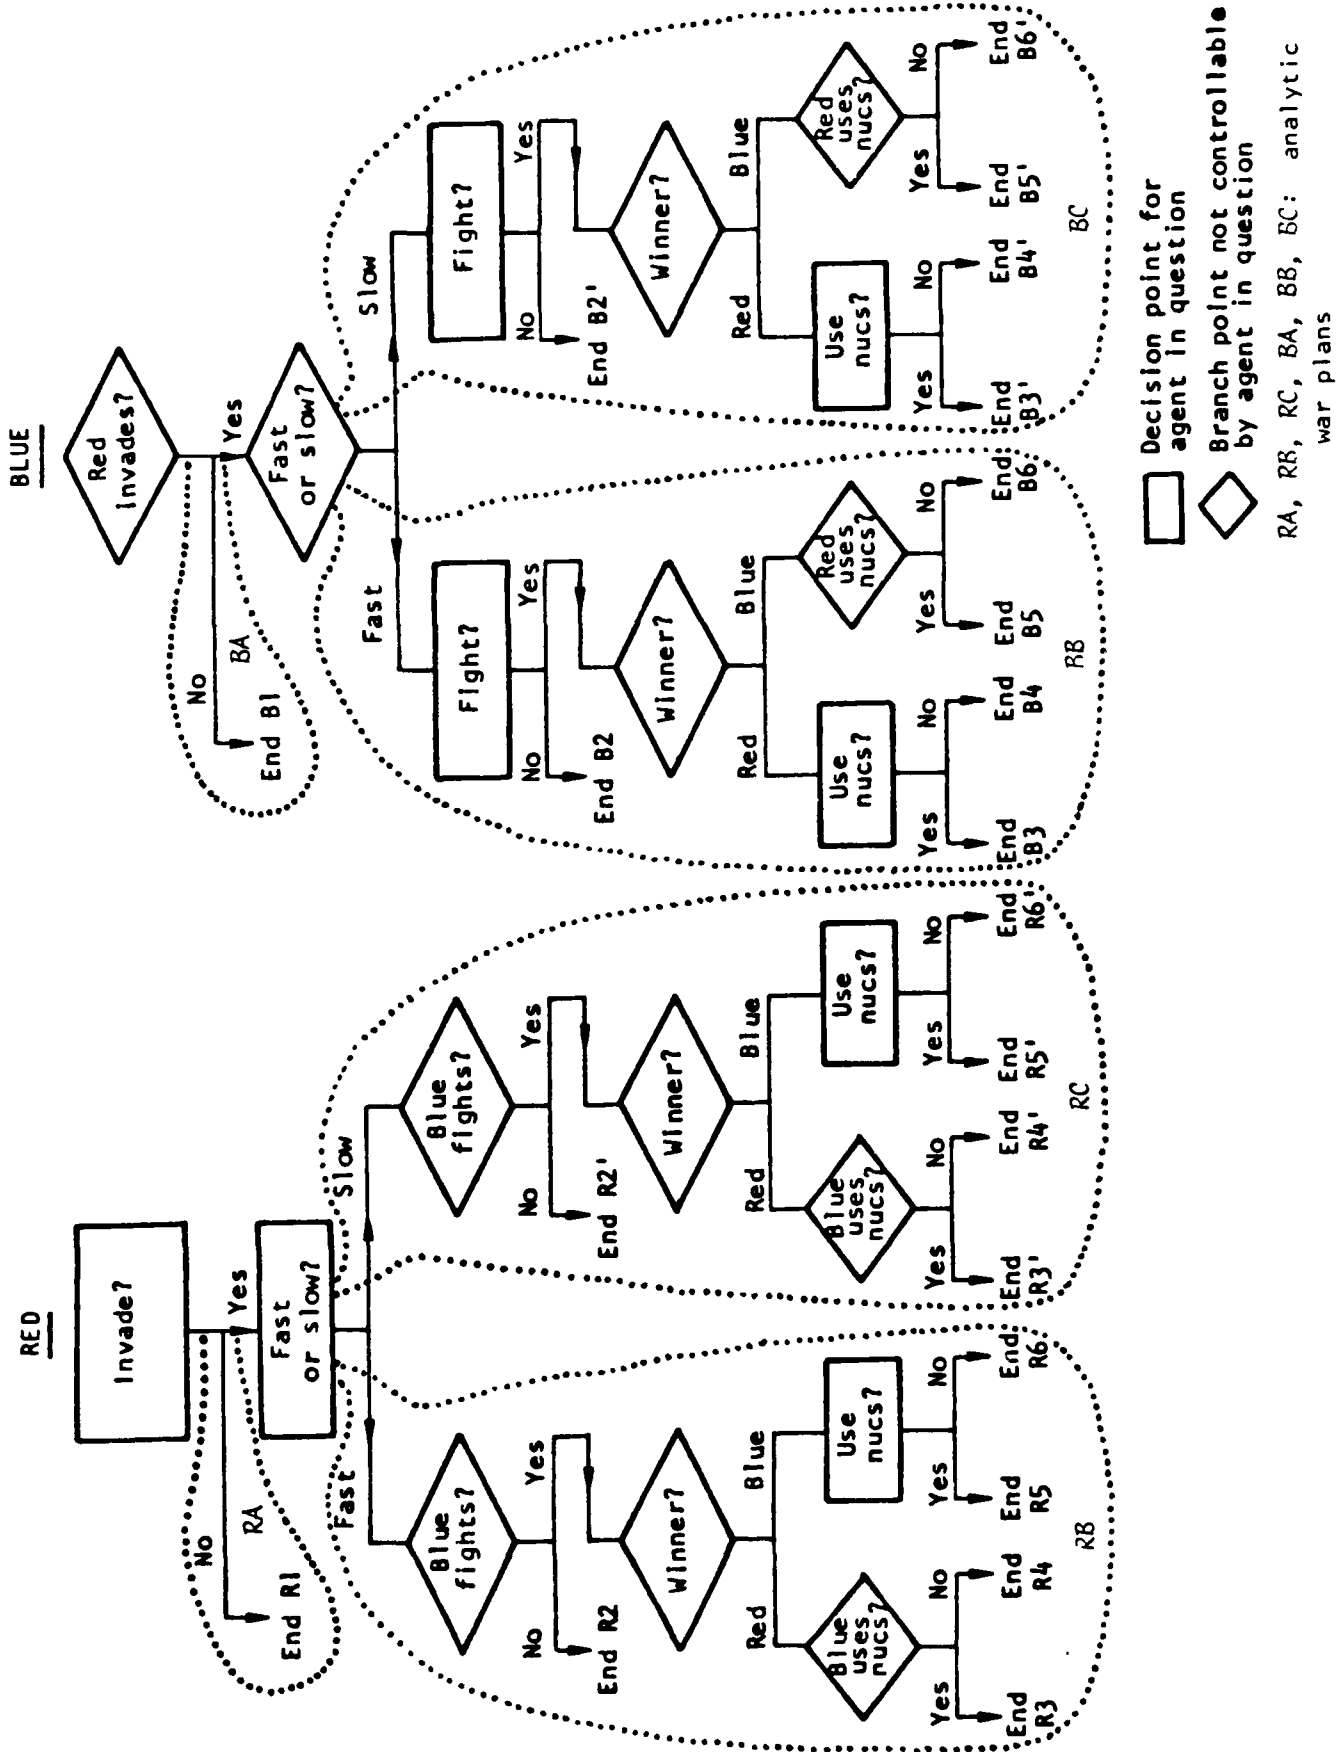 RED
Invade?
No
Yes
RA
End R1
Fast
or slow?
Fast
Slow
Blue
fights?
No
Yes
End R2
Winner?
Red
Blue
Blue
uses
nucs?
Use
nucs?
Yes
No
Yes
No
End
R3
End
R4
End
R5
End
R6
RB
Blue
fights?
No
Yes
End R2'
Winner?
Red
Blue
Blue
uses
nucs?
Use
nucs?
Yes
No
Yes
No
End
R3'
End
R4'
End
R5'
End
R6'
RC
BLUE
Red
Invades?
No
Yes
BA
End B1
Fast
or slow?
Fast
Slow
Fight?
No
Yes
End B2
Winner?
Red
Blue
Use
nucs?
Red
uses
nucs?
Yes
No
Yes
No
End
B3
End
B4
End
B5
End
B6
BB
Fight?
No
Yes
End B2'
Winner?
Red
Blue
Use
nucs?
Red
uses
nucs?
Yes
No
Yes
No
End
B3'
End
B4'
End
B5'
End
B6'
BC
Decision point for
agent in question
Branch point not controllable
by agent in question
RA, RB, RC, BA, BB, BC: analytic
war plans